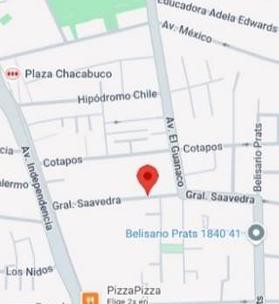 Educadora Adela Edwards
Av. México
Plaza Chacabuco
Hipódromo Chile
Av. El Guanaco
Belisario Prats
Cotapos
Cotapos
Av. Independencia
Gral. Saavedra
Gral. Saavedra
Belisario Prats 1840 41
Los Nidos
PizzaPizza
Elige 2x en